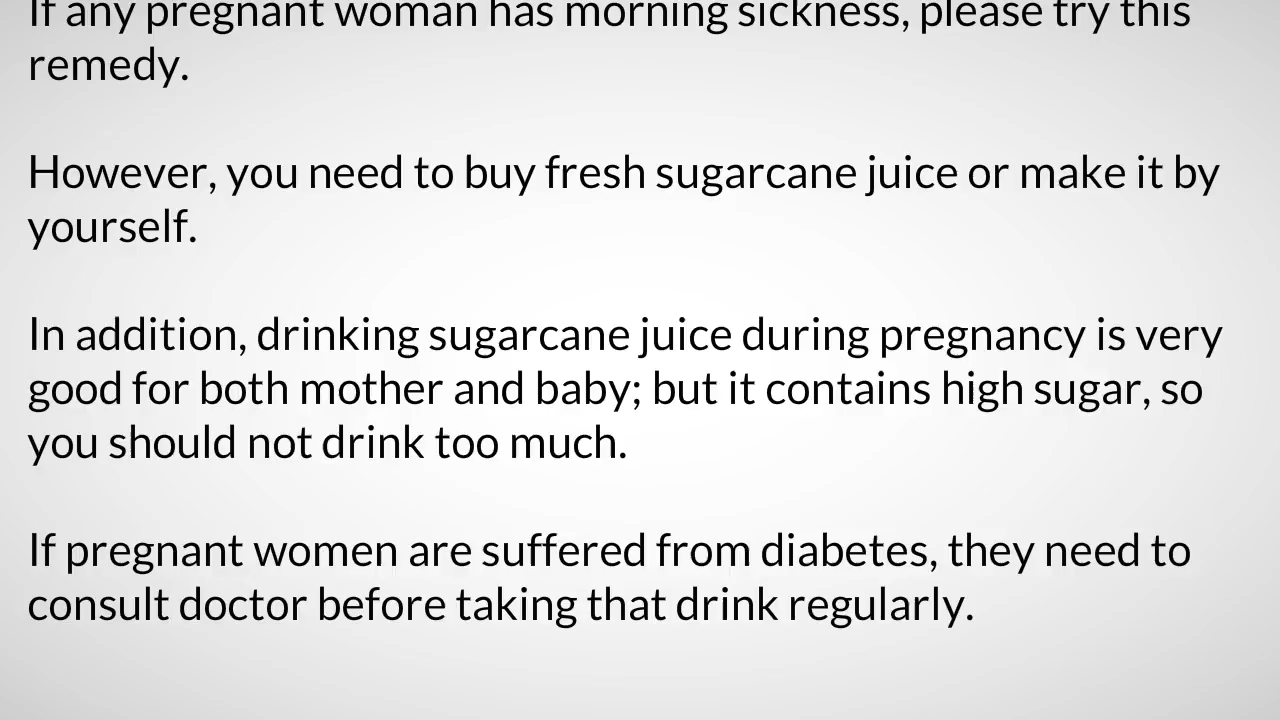 If any pregnant woman has morning sickness, please try this
remedy.
However, you need to buy fresh sugarcane juice or make it by
yourself.
In addition, drinking sugarcane juice during pregnancy is very
good for both mother and baby; but it contains high sugar, so
you should not drink too much.
If pregnant women are suffered from diabetes, they need to
consult doctor before taking that drink regularly.